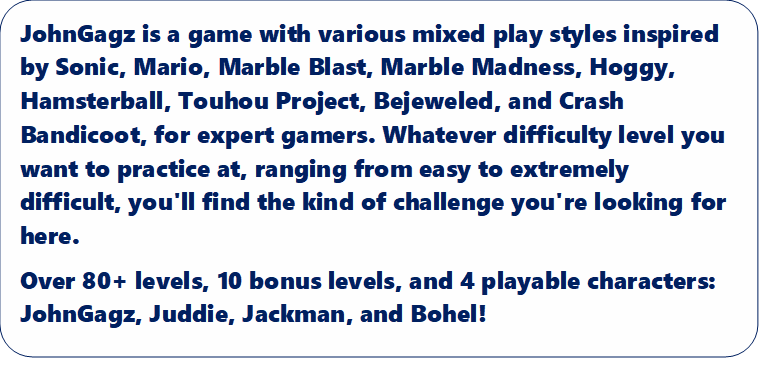 JohnGagz is a game with various mixed play styles inspired
by Sonic, Mario, Marble Blast, Marble Madness, Hoggy,
Hamsterball, Touhou Project, Bejeweled, and Crash
Bandicoot, for expert gamers. Whatever difficulty level you
want to practice at, ranging from easy to extremely
difficult, you'll find the kind of challenge you're looking for
here.
Over 80+ levels, 10 bonus levels, and 4 playable characters:
JohnGagz, Juddie, Jackman, and Bohel!